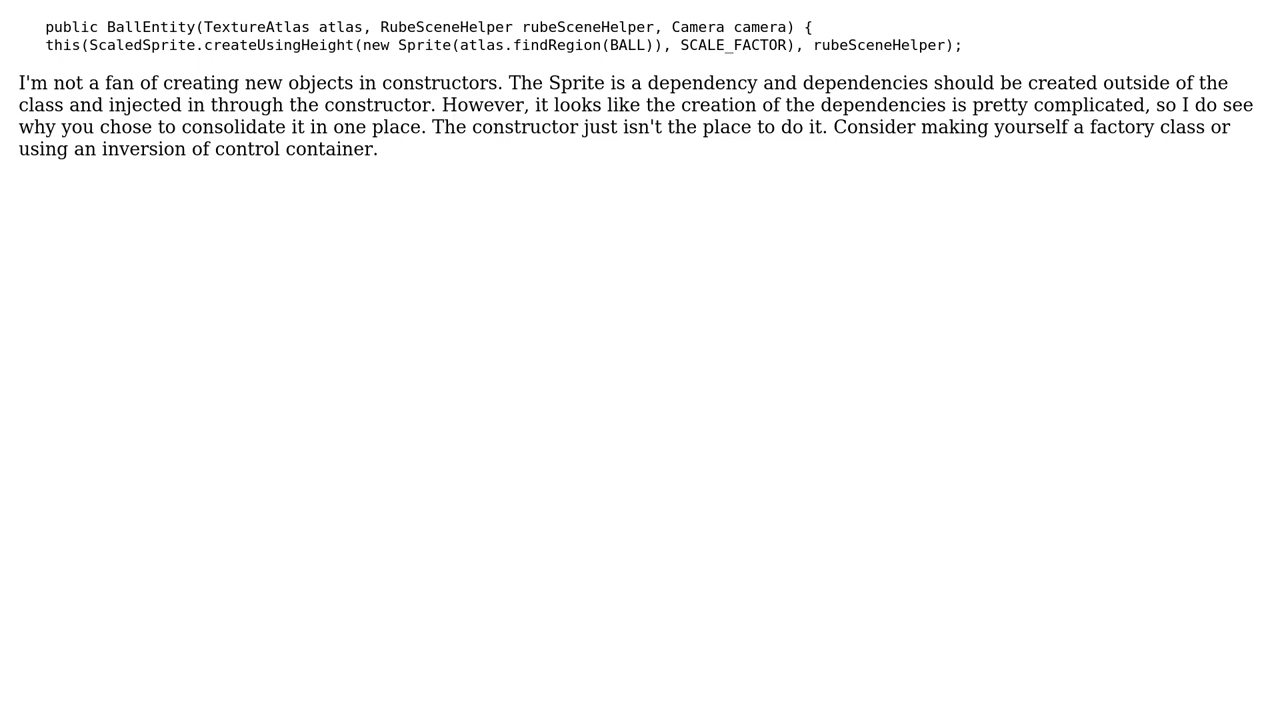 public BallEntity(TextureAtlas atlas, RubeSceneHelper rubeSceneHelper, Camera camera) {
this(ScaledSprite.createUsingHeight(new Sprite(atlas.findRegion(BALL)), SCALE_FACTOR), rubeSceneHelper);
I'm not a fan of creating new objects in constructors. The Sprite is a dependency and dependencies should be created outside of the
class and injected in through the constructor. However, it looks like the creation of the dependencies is pretty complicated, so I do see
why you chose to consolidate it in one place. The constructor just isn't the place to do it. Consider making yourself a factory class or
using an inversion of control container.